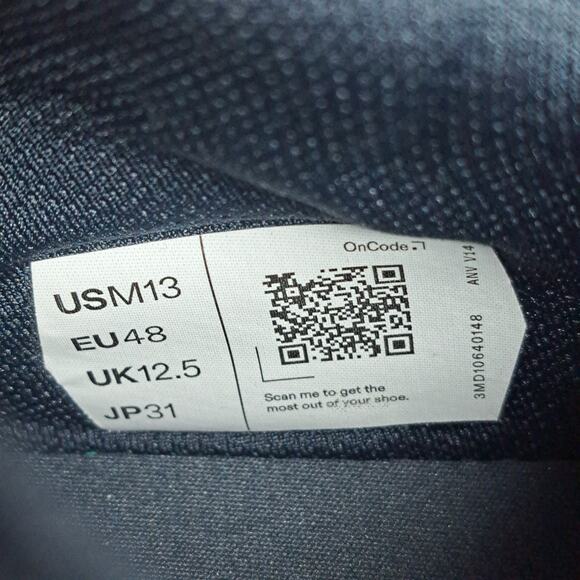 USM13
EU48
UK12.5
JP31
OnCode
Scan me to get the
most out of your shoe.
3MD10640148 ANV V14